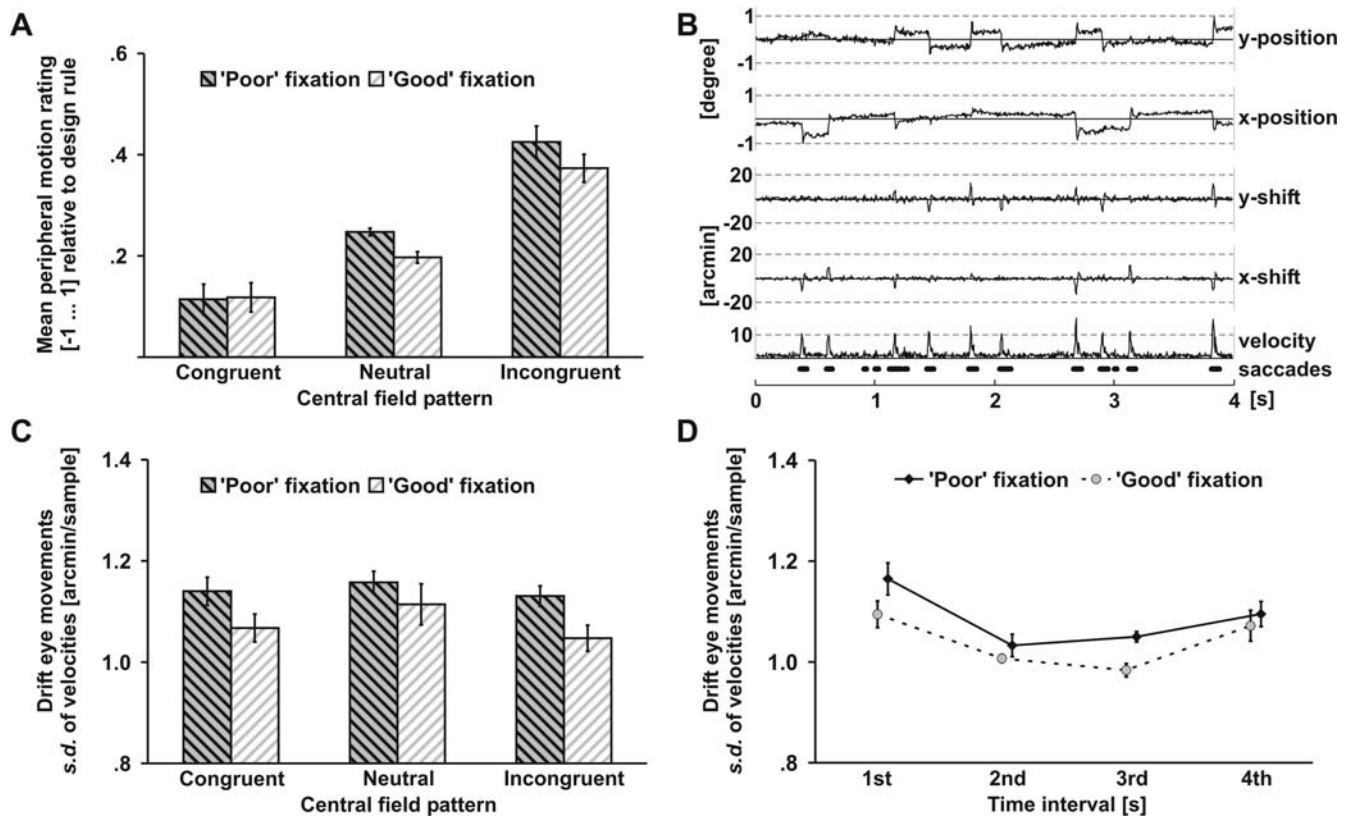 A
Mean peripheral motion rating
[-1 ... 1] relative to design rule
.6
.4
.2
'Poor' fixation 'Good' fixation
Congruent Neutral Incongruent
Central field pattern
B
[degree]
[arcmin]
1
-1
y-position
1
-1
x-position
20
-20
y-shift
20
-20
x-shift
10
velocity
saccades
0 1 2 3 4
[s]
C
Drift eye movements
s.d. of velocities [arcmin/sample]
1.4
1.2
1.0
.8
'Poor' fixation 'Good' fixation
Congruent Neutral Incongruent
Central field pattern
D
Drift eye movements
s.d. of velocities [arcmin/sample]
1.4
1.2
1.0
.8
'Poor' fixation 'Good' fixation
1st 2nd 3rd 4th
Time interval [s]